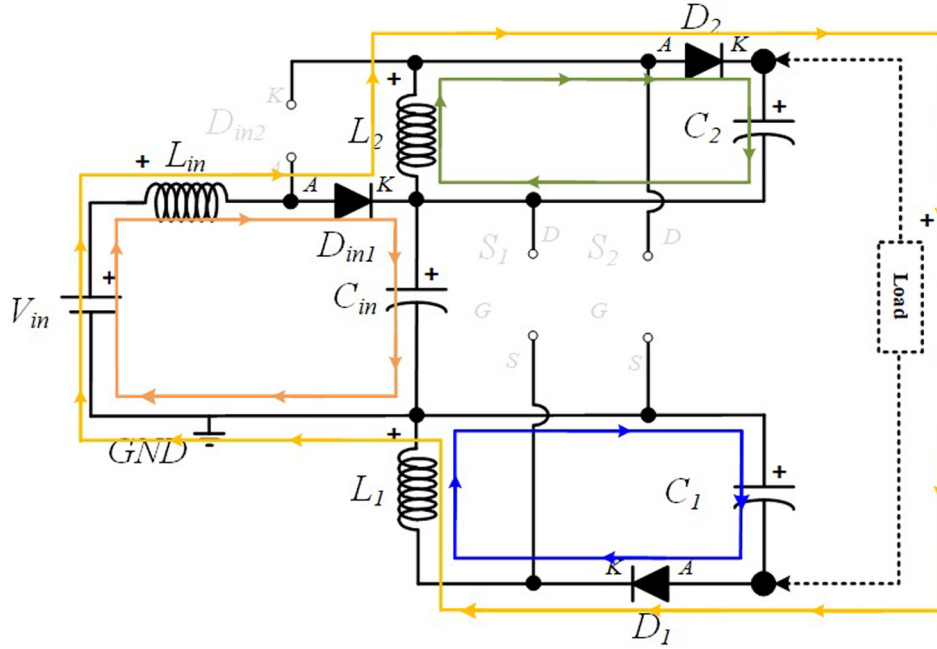 D2
A K
+
+
K
Din2
L2
C2
A
+ Lin
A K
Din1
S1 D
S2 D
+
+
+
Vin
Cin
G G
Load
S S
GND
+
L1
C1
+
K A
D1